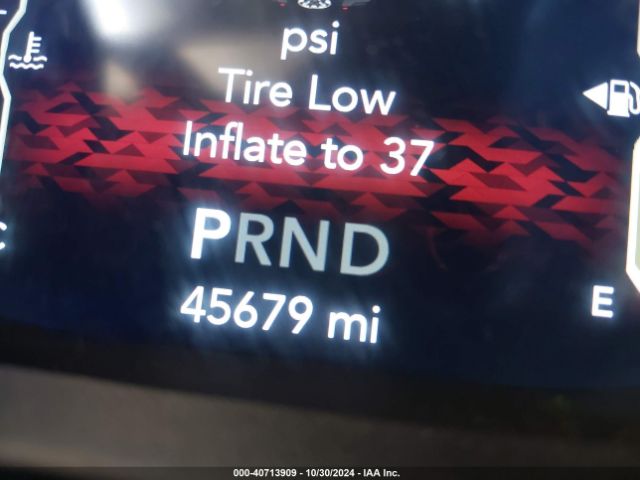 psi
Tire Low
Inflate to 37
PRND
45679 mi
C
E
000-40713909 - 10/30/2024 - IAA Inc.